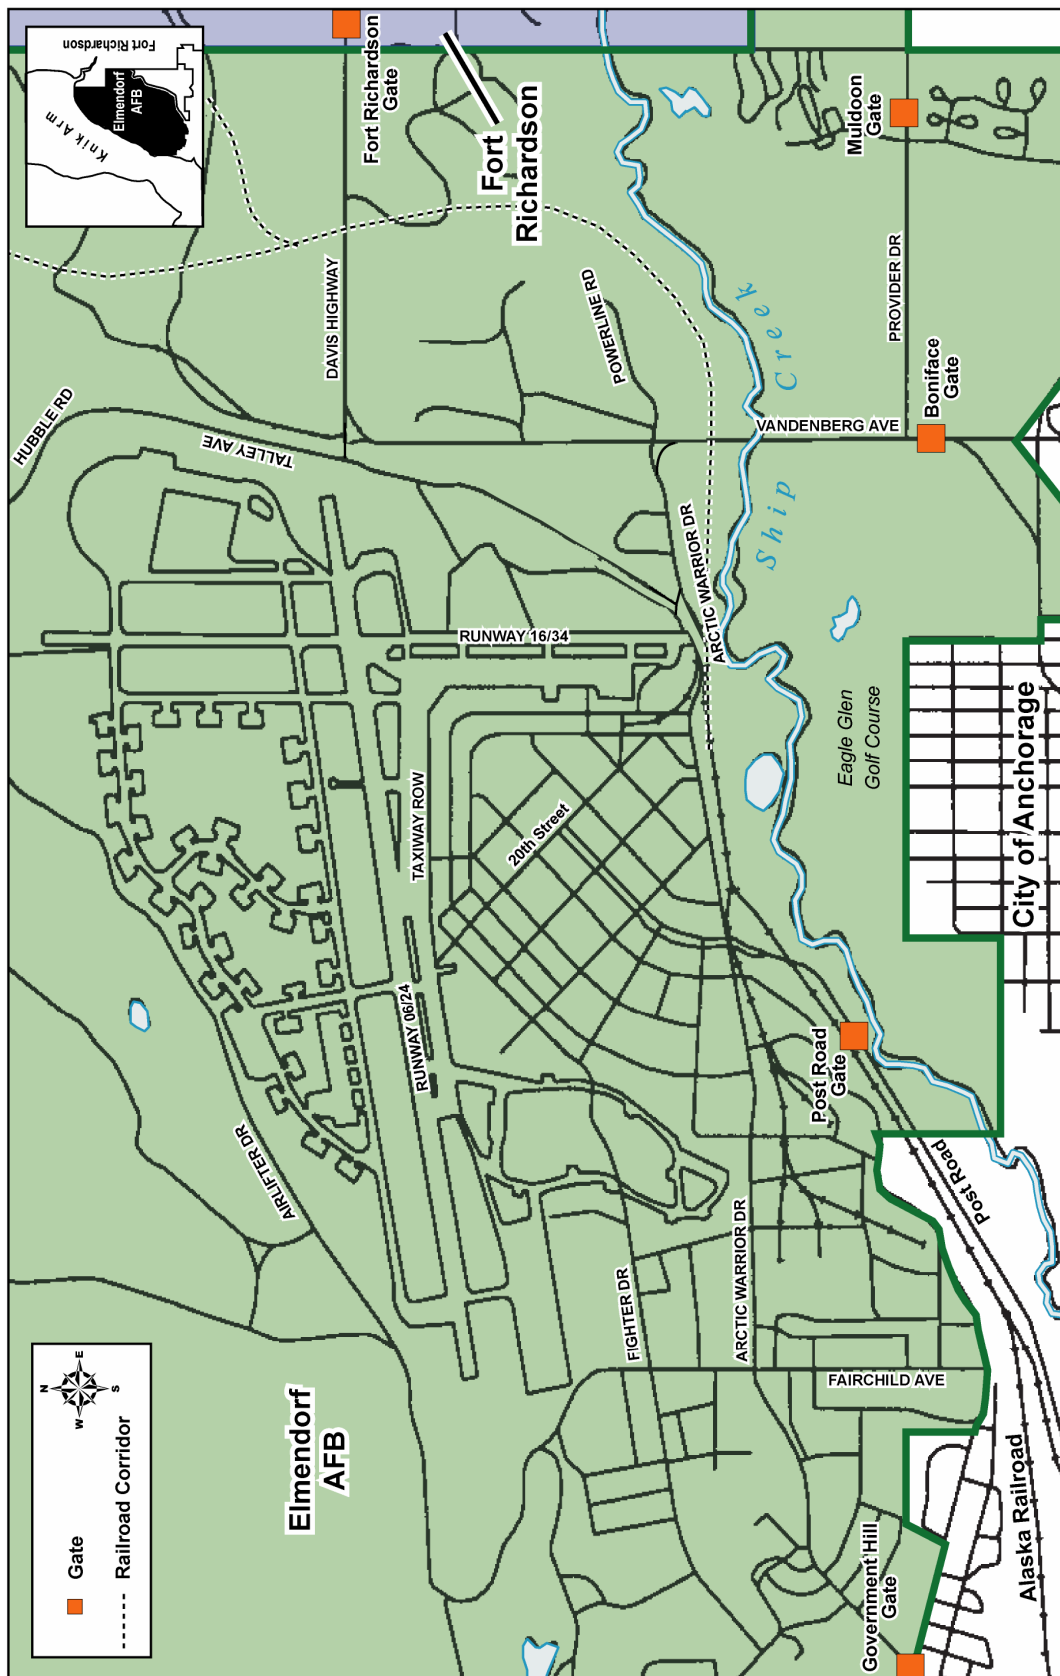 Fort Richardson
Knik Arm
Elmendorf
AFB
Fort Richardson
Gate
Fort
Richardson
Muldoon
Gate
HUBBLE RD
TALLEY AVE
DAVIS HIGHWAY
POWERLINE RD
PROVIDER DR
Boniface
Gate
VANDENBERG AVE
Ship Creek
ARCTIC WARRIOR DR
RUNWAY 16/34
Eagle Glen
Golf Course
City of Anchorage
TAXIWAY ROW
20th Street
RUNWAY 06/24
Post Road
Gate
AIRLIFTER DR
Post Road
FIGHTER DR
ARCTIC WARRIOR DR
FAIRCHILD AVE
Elmendorf
AFB
Alaska Railroad
Government Hill
Gate
N
W
E
S
Gate
Railroad Corridor